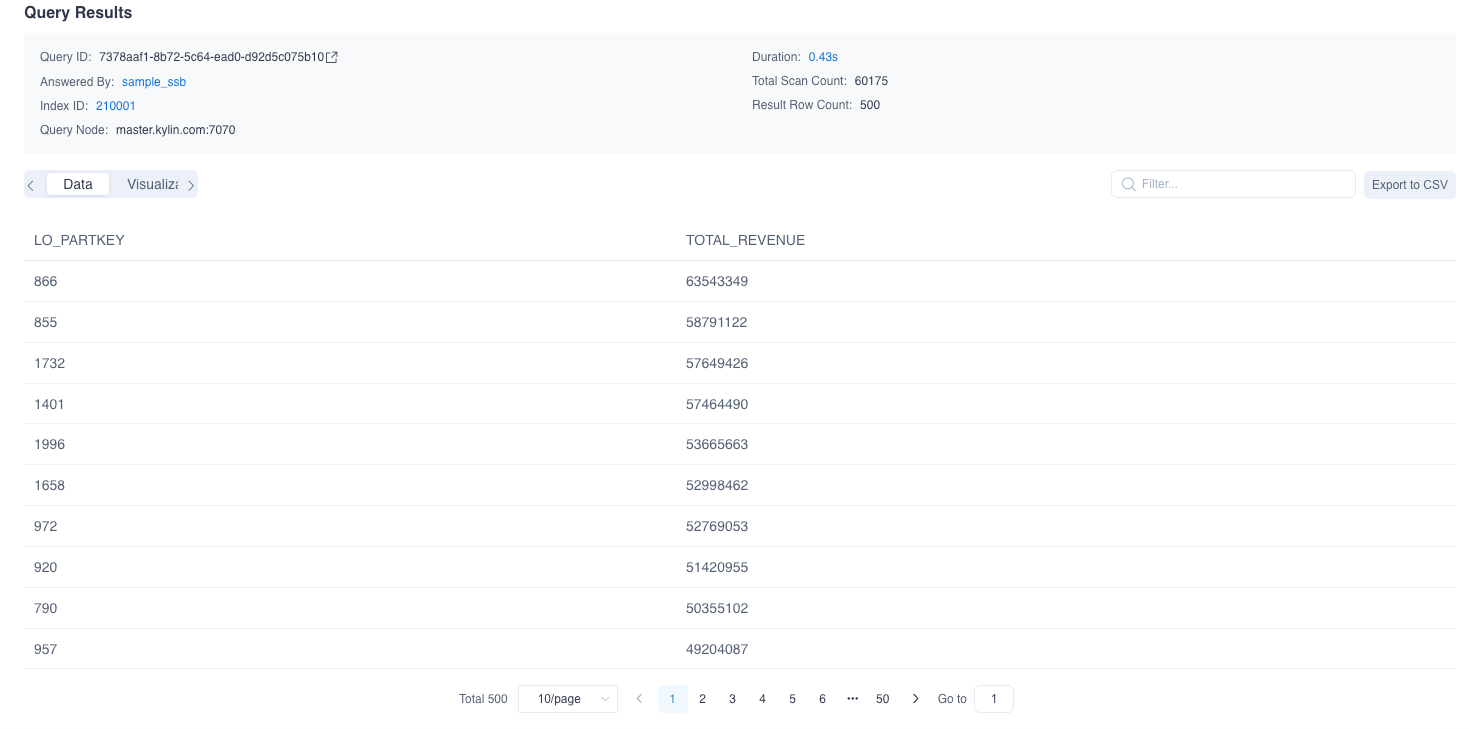 Query Results
Query ID: 7378aaf1-8b72-5c64-ead0-d92d5c075b10
Duration: 0.43s
Answered By: sample_ssb
Total Scan Count: 60175
Index ID: 210001
Result Row Count: 500
Query Node: master.kylin.com:7070
Data Visualiza
Filter...
Export to CSV
LO_PARTKEY TOTAL_REVENUE
866 63543349
855 58791122
1732 57649426
1401 57464490
1996 53665663
1658 52998462
972 52769053
920 51420955
790 50355102
957 49204087
Total 500 10/page 1 2 3 4 5 6 ••• 50 Go to 1